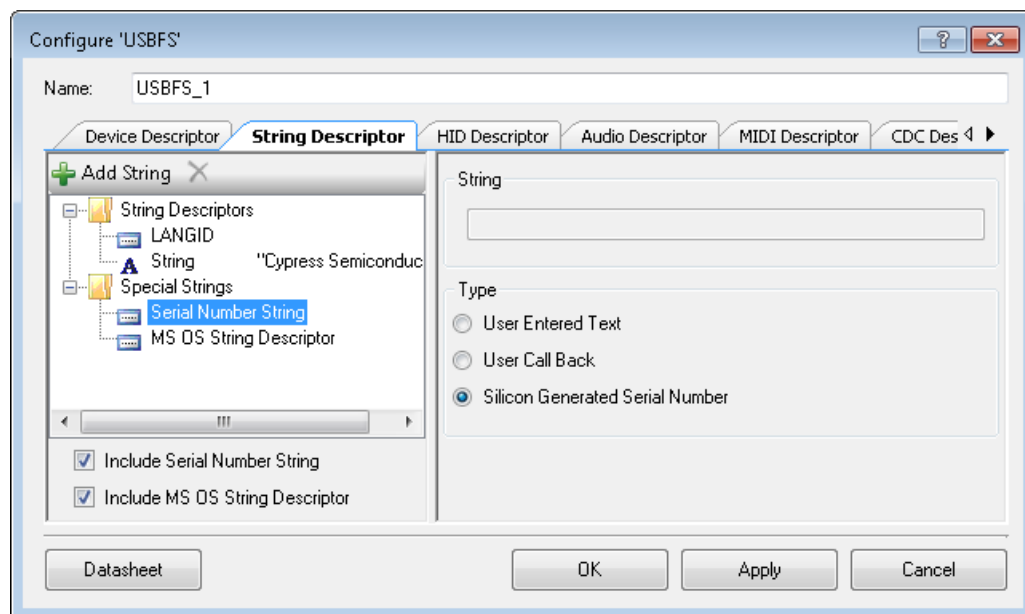 Configure 'USBFS'
Name: USBFS_1
Device Descriptor String Descriptor HID Descriptor Audio Descriptor MIDI Descriptor CDC Des
Add String
String Descriptors
LANGID
String "Cypress Semiconduc
Special Strings
Serial Number String
MS OS String Descriptor
Include Serial Number String
Include MS OS String Descriptor
String
Type
User Entered Text
User Call Back
Silicon Generated Serial Number
Datasheet OK Apply Cancel